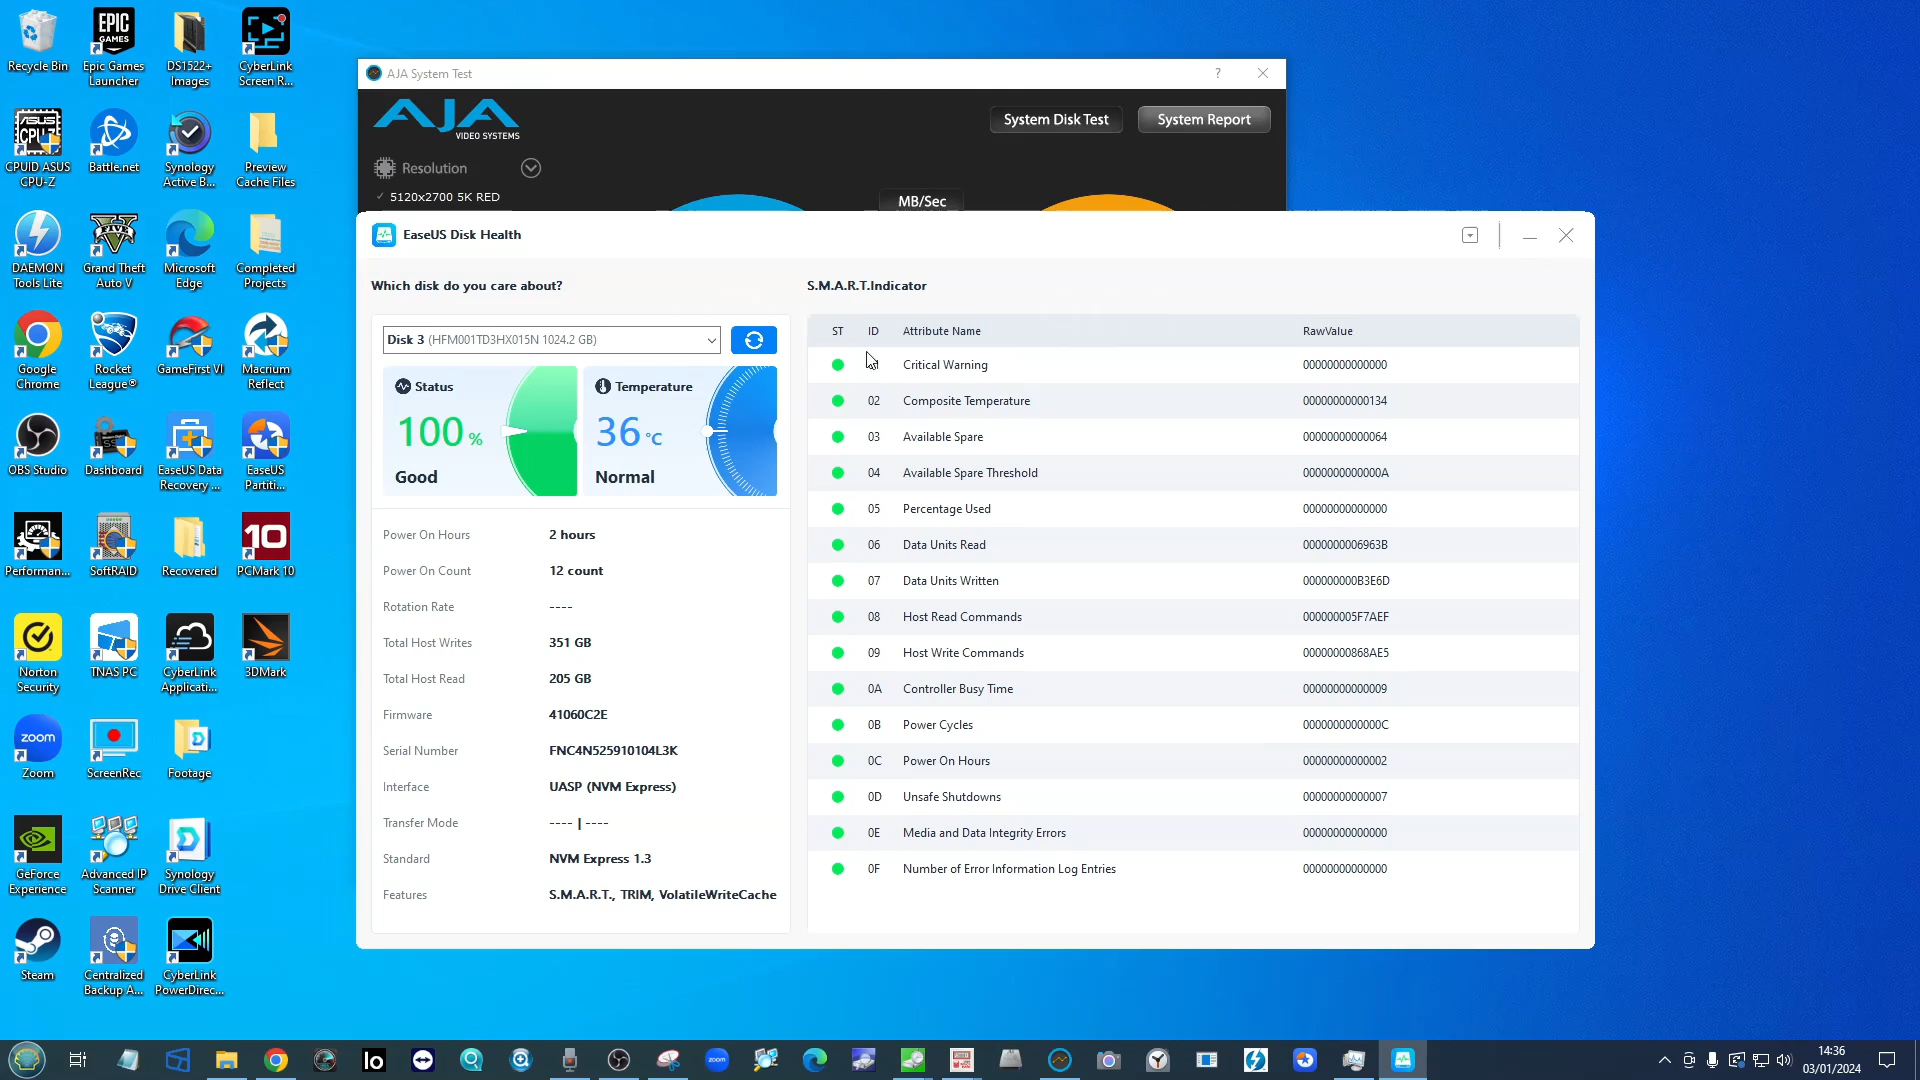 Recycle Bin
Epic Games
Launcher
DS1522+
Images
CyberLink
Screen R...
CPUID ASUS
CPU-Z
Battle.net
Synology
Active B...
Preview
Cache Files
DAEMON
Tools Lite
Grand Theft
Auto V
Microsoft
Edge
Completed
Projects
Google
Chrome
Rocket
League®
GameFirst VI
Macrium
Reflect
OBS Studio
Dashboard
EaseUS Data
Recovery ...
EaseUS
Partiti...
Performan...
SoftRAID
Recovered
PCMark 10
Norton
Security
TNAS PC
CyberLink
Applicati...
3DMark
Zoom
ScreenRec
Footage
GeForce
Experience
Advanced IP
Scanner
Synology
Drive Client
Steam
Centralized
Backup A...
CyberLink
PowerDirec...
EPIC
GAMES
ASUS
CPU-Z
FIVE
10
zoom
AJA System Test
?
AJA
VIDEO SYSTEMS
System Disk Test
System Report
Resolution
✓ 5120x2700 5K RED
MB/Sec
EaseUS Disk Health
Which disk do you care about?
Disk 3 (HFM001TD3HX015N 1024.2 GB)
Status
100 %
Good
Temperature
36 °C
Normal
Power On Hours 2 hours
Power On Count 12 count
Rotation Rate ----
Total Host Writes 351 GB
Total Host Read 205 GB
Firmware 41060C2E
Serial Number FNC4N525910104L3K
Interface UASP (NVM Express)
Transfer Mode ---- | ----
Standard NVM Express 1.3
Features S.M.A.R.T., TRIM, VolatileWriteCache
S.M.A.R.T.Indicator
ST ID Attribute Name RawValue
Critical Warning 00000000000000
02 Composite Temperature 00000000000134
03 Available Spare 00000000000064
04 Available Spare Threshold 0000000000000A
05 Percentage Used 00000000000000
06 Data Units Read 0000000006963B
07 Data Units Written 000000000B3E6D
08 Host Read Commands 000000005F7AEF
09 Host Write Commands 00000000868AE5
0A Controller Busy Time 00000000000009
0B Power Cycles 0000000000000C
0C Power On Hours 00000000000002
0D Unsafe Shutdowns 00000000000007
0E Media and Data Integrity Errors 00000000000000
0F Number of Error Information Log Entries 00000000000000
Io
zoom
14:36
03/01/2024